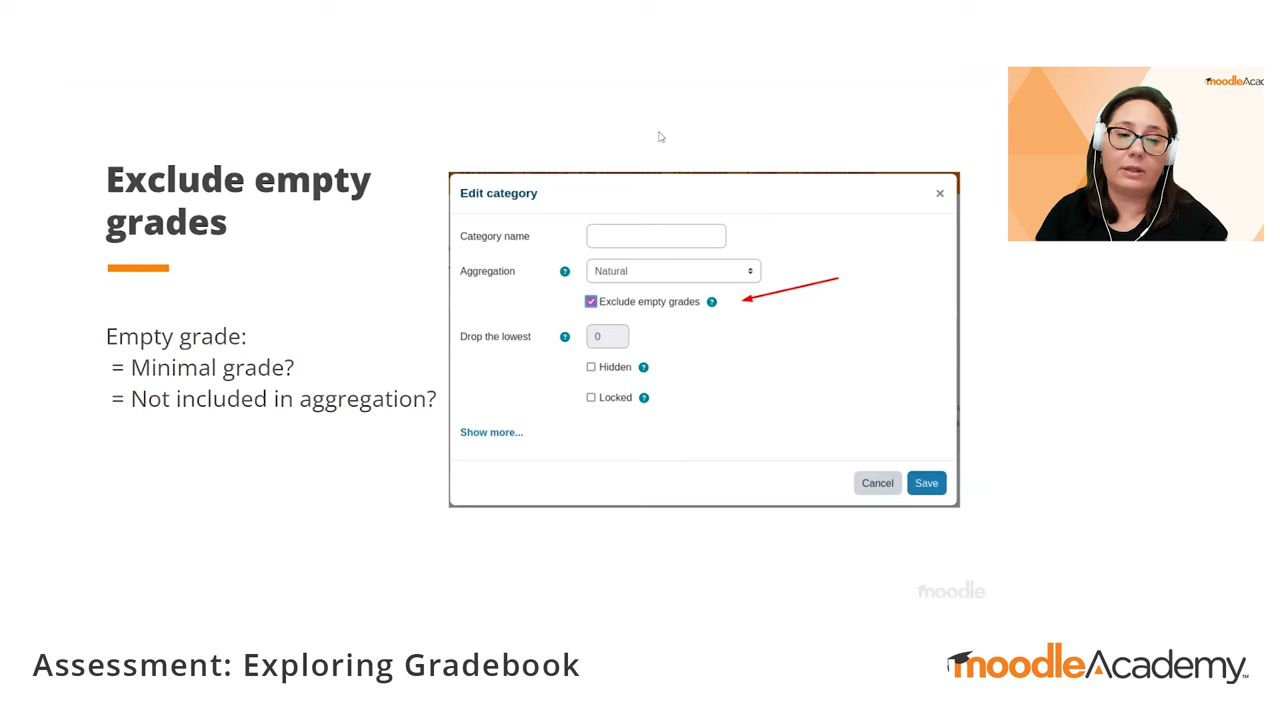 moodleAcad
Exclude empty
grades
Empty grade:
= Minimal grade?
= Not included in aggregation?
Edit category
×
Category name
Aggregation ? Natural
Exclude empty grades ?
Drop the lowest ? 0
Hidden ?
Locked ?
Show more...
Cancel Save
moodle
Assessment: Exploring Gradebook
moodleAcademy™